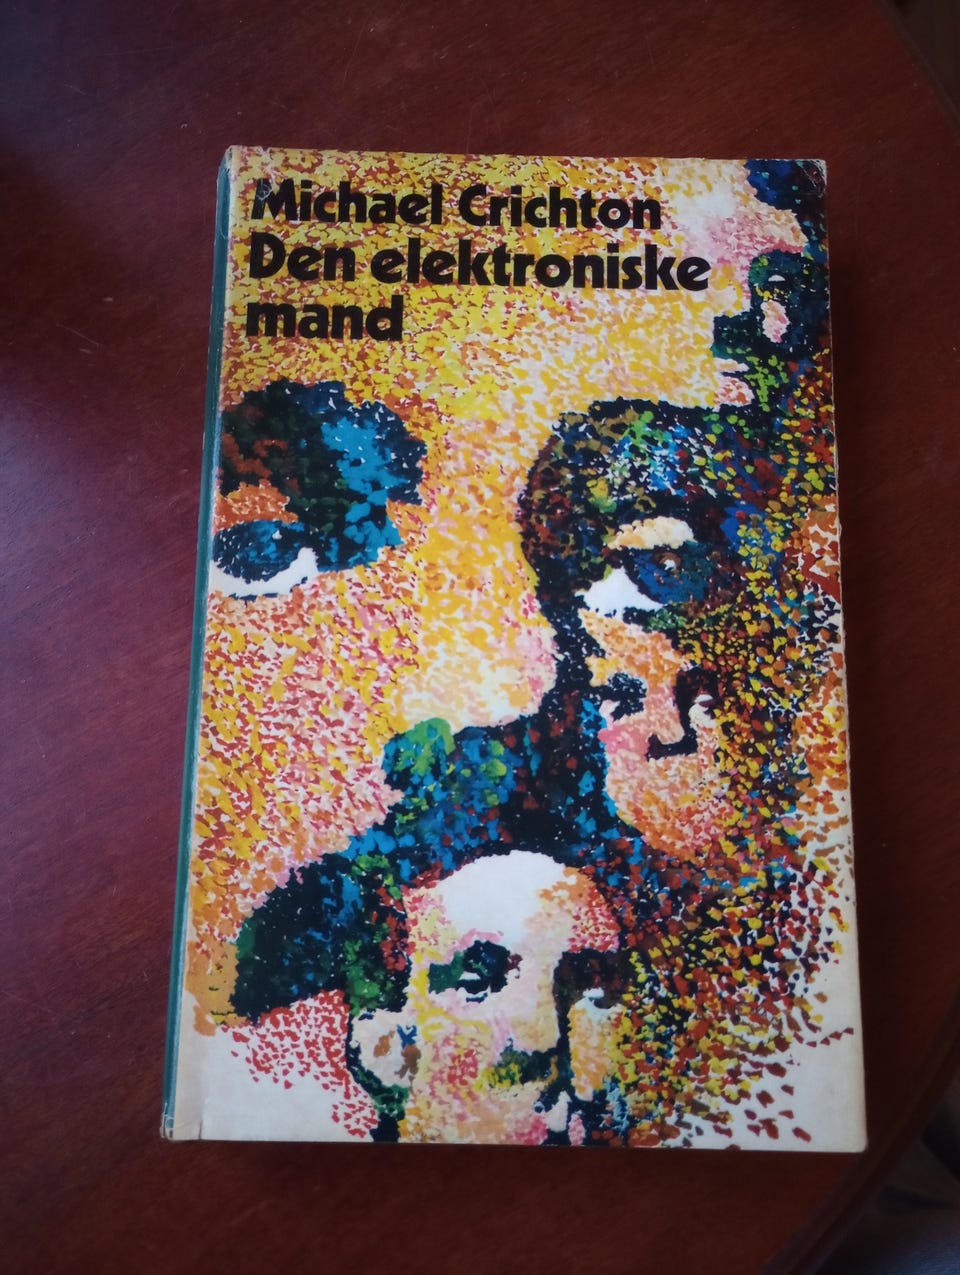 Michael Crichton
Den elektroniske
mand